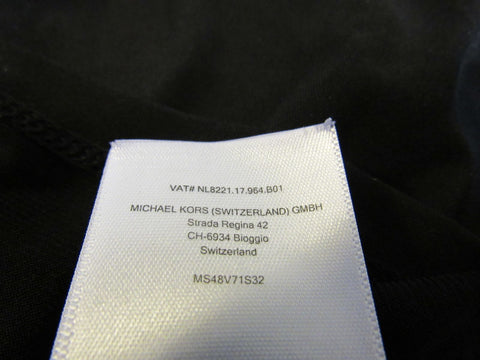 VAT# NL8221.17.964.B01
MICHAEL KORS (SWITZERLAND) GMBH
Strada Regina 42
CH-6934 Bioggio
Switzerland
MS48V71S32